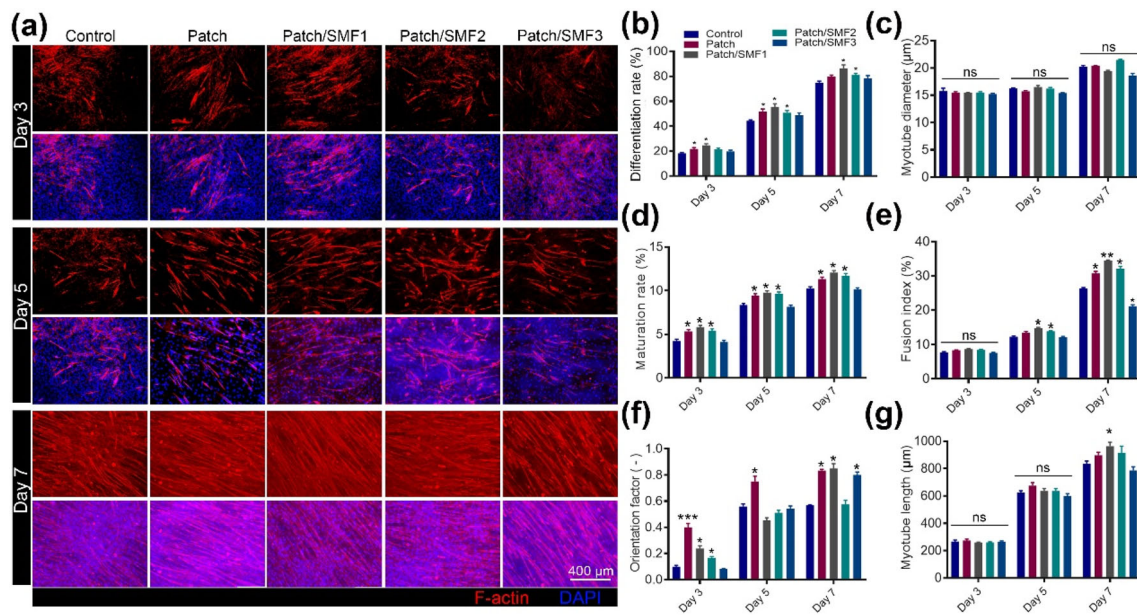 (a)
Control Patch Patch/SMF1 Patch/SMF2 Patch/SMF3
Day 3
Day 5
Day 7
400 µm
F-actin DAPI
(b)
Control
Patch
Patch/SMF1
Patch/SMF2
Patch/SMF3
Differentiation rate (%)
100
80
60
40
20
0
* * * * * * *
Day 3 Day 5 Day 7
(c)
Myotube diameter (µm)
25
20
15
10
5
0
ns ns ns
Day 3 Day 5 Day 7
(d)
Maturation rate (%)
15
10
5
0
* * * * * * * * *
Day 3 Day 5 Day 7
(e)
Fusion index (%)
40
30
20
10
0
ns * * * ** * *
Day 3 Day 5 Day 7
(f)
Orientation factor ( - )
1.0
0.8
0.6
0.4
0.2
0.0
*** * * * * * *
Day 3 Day 5 Day 7
(g)
Myotube length (µm)
1000
800
600
400
200
0
ns ns *
Day 3 Day 5 Day 7